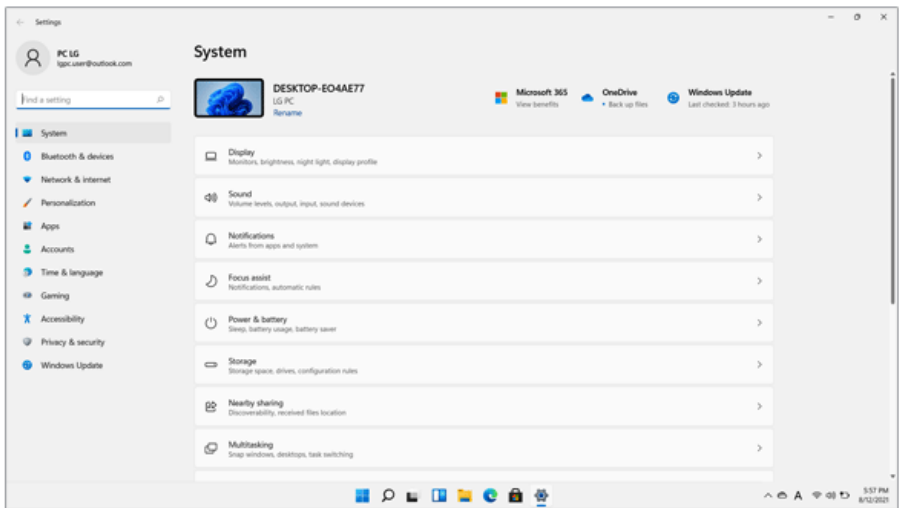 Settings
PC LG
lgpc.user@outlook.com
Find a setting
System
Bluetooth & devices
Network & internet
Personalization
Apps
Accounts
Time & language
Gaming
Accessibility
Privacy & security
Windows Update
System
DESKTOP-EO4AE77
LG PC
Rename
Microsoft 365
View benefits
OneDrive
• Back up files
Windows Update
Last checked: 3 hours ago
Display
Monitors, brightness, night light, display profile
Sound
Volume levels, output, input, sound devices
Notifications
Alerts from apps and system
Focus assist
Notifications, automatic rules
Power & battery
Sleep, battery usage, battery saver
Storage
Storage space, drives, configuration rules
Nearby sharing
Discoverability, received files location
Multitasking
Snap windows, desktops, task switching
A
5:57 PM
8/12/2021